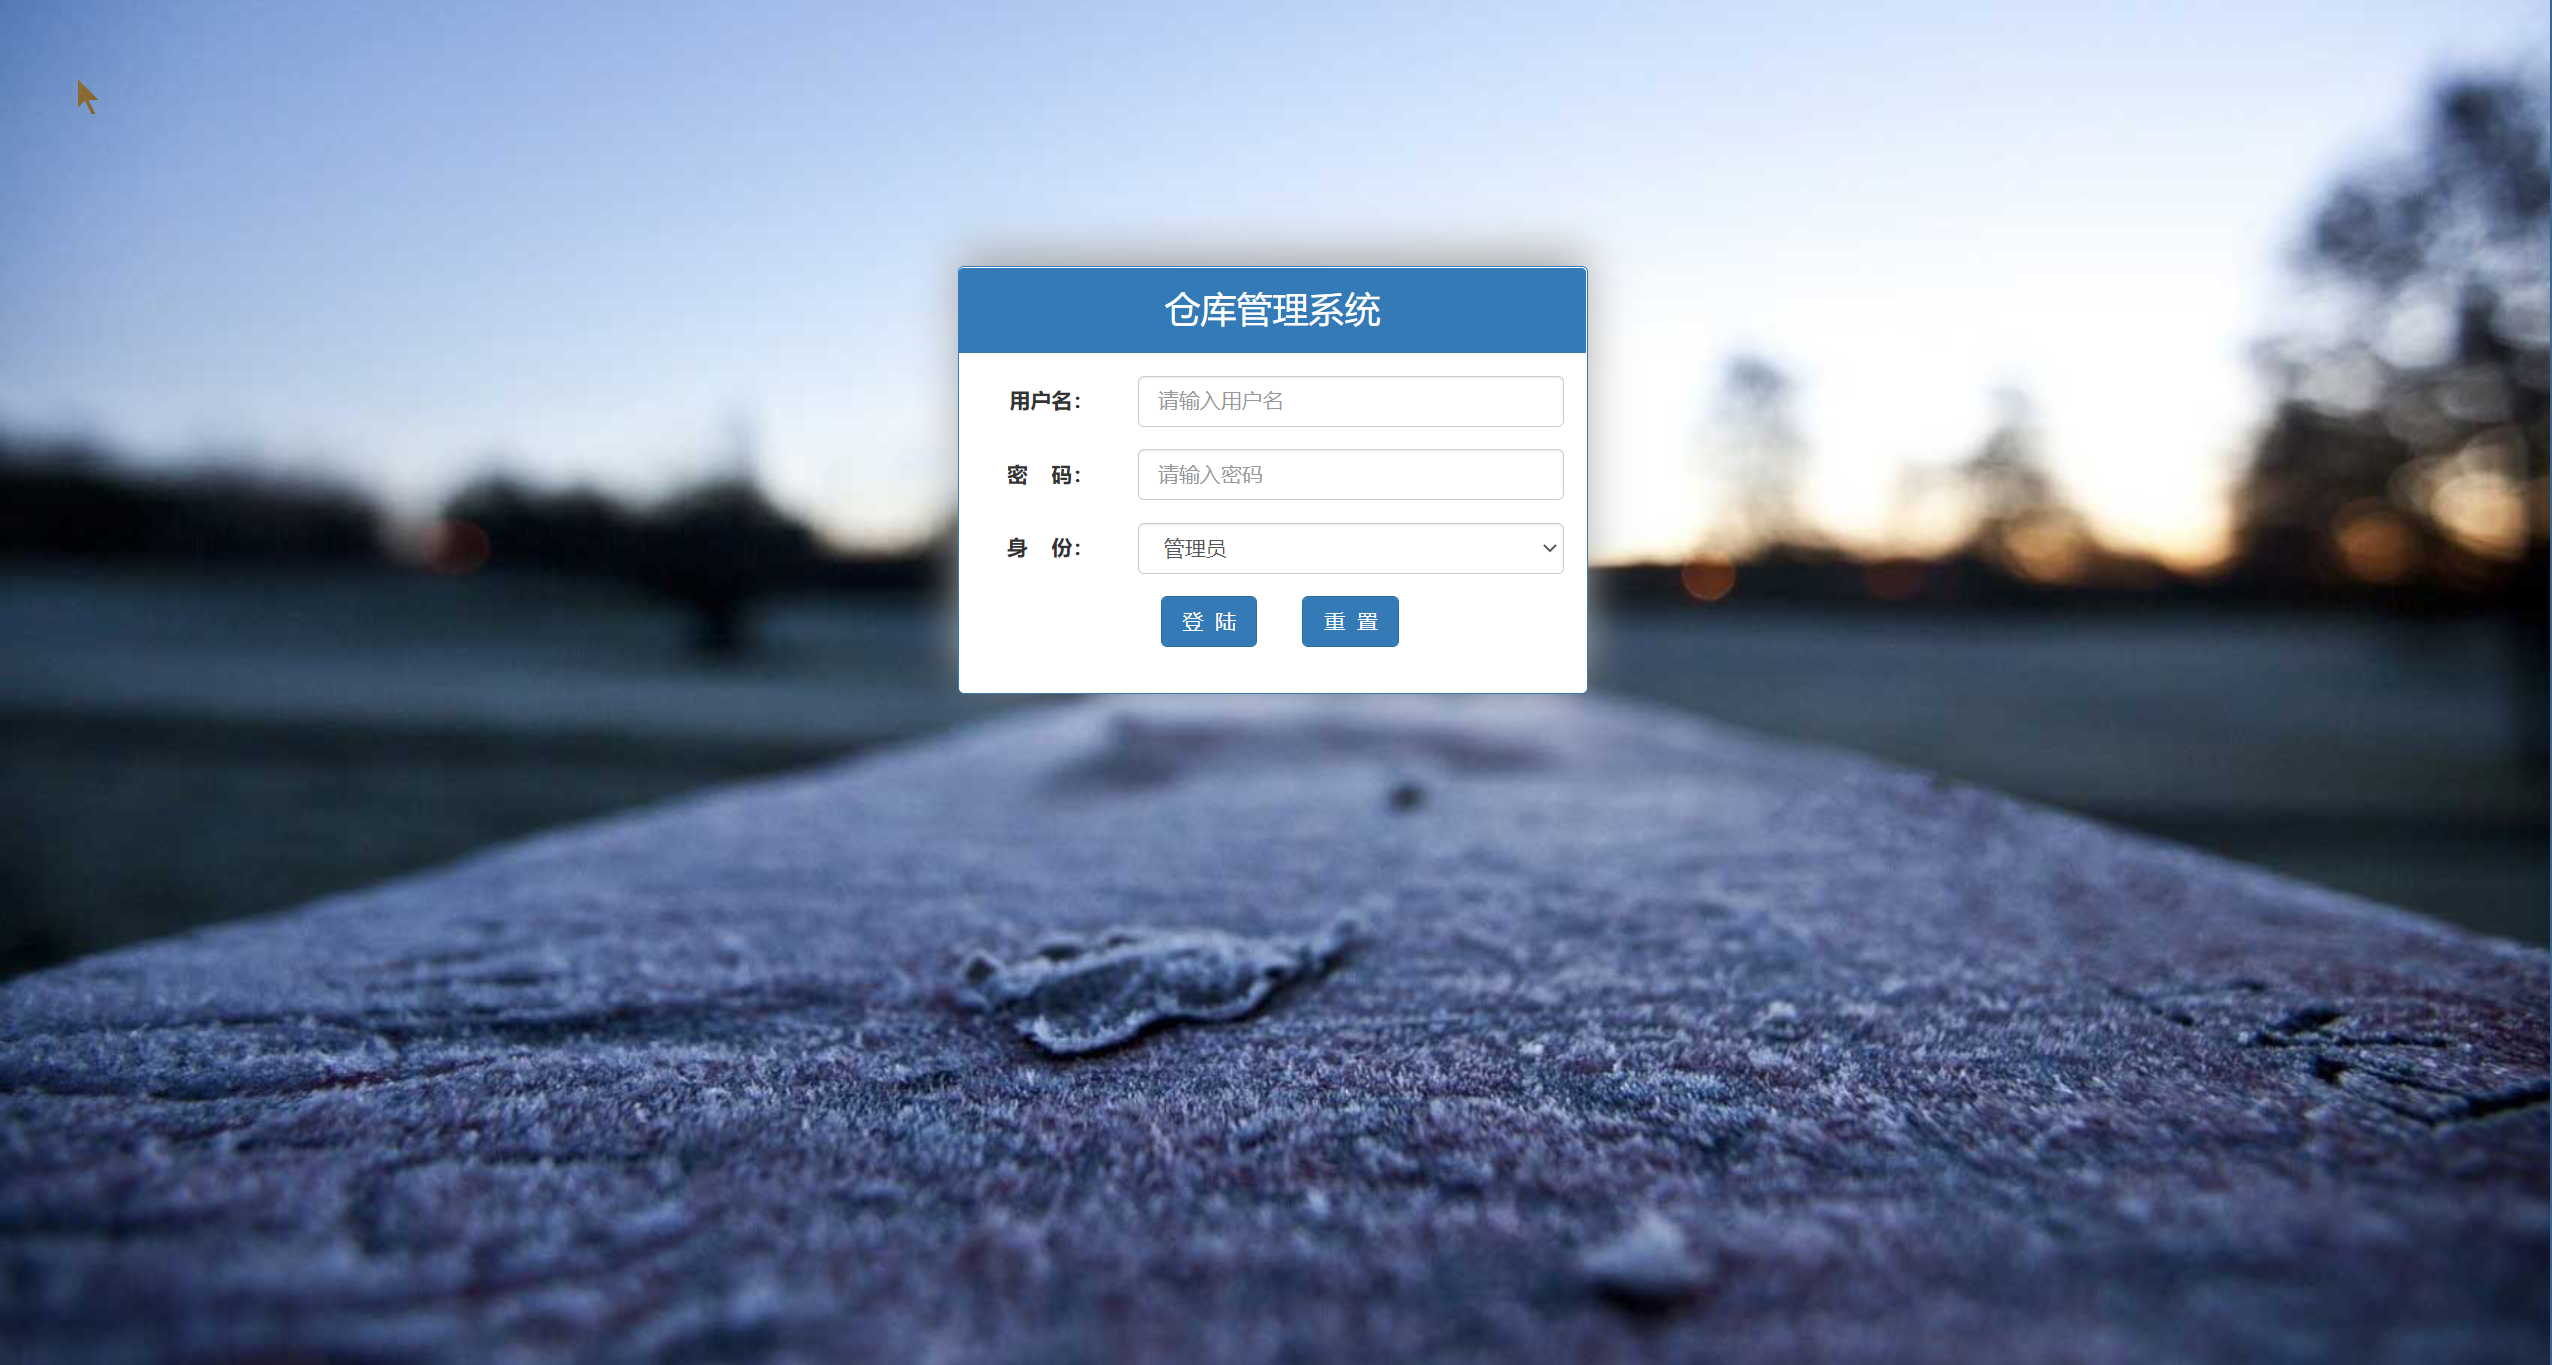 仓库管理系统
用户名： 请输入用户名
密 码： 请输入密码
身 份： 管理员
登 陆 重 置